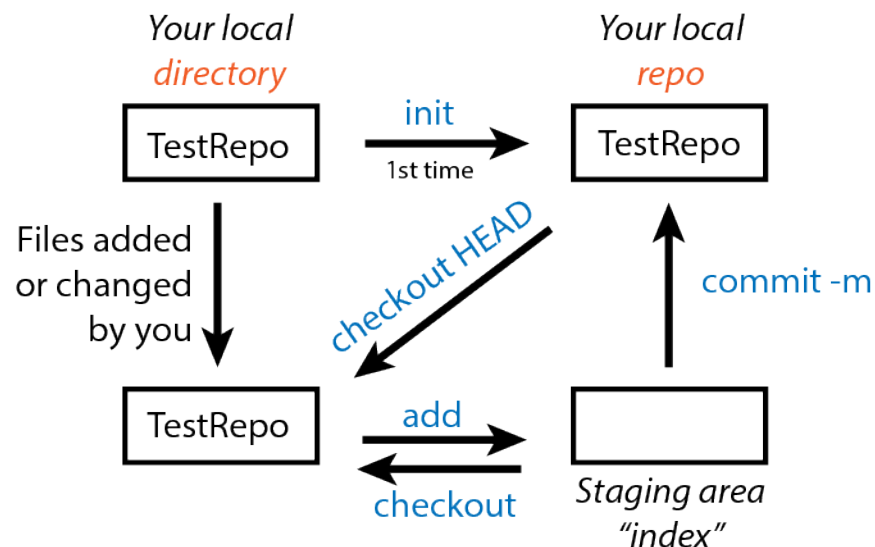 Your local
directory
Your local
repo
TestRepo
init
1st time
TestRepo
Files added
or changed
by you
checkout HEAD
commit -m
TestRepo
add
checkout
Staging area
“index”